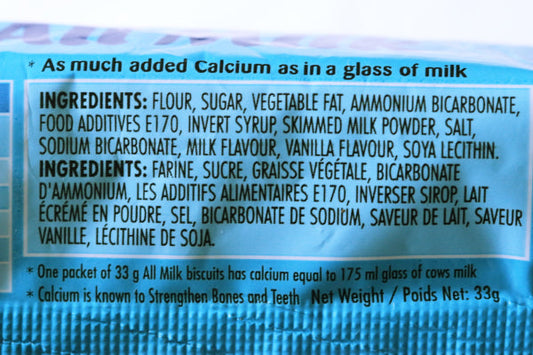 * As much added Calcium as in a glass of milk
INGREDIENTS: FLOUR, SUGAR, VEGETABLE FAT, AMMONIUM BICARBONATE,
FOOD ADDITIVES E170, INVERT SYRUP, SKIMMED MILK POWDER, SALT,
SODIUM BICARBONATE, MILK FLAVOUR, VANILLA FLAVOUR, SOYA LECITHIN.
INGREDIENTS: FARINE, SUCRE, GRAISSE VÉGÉTALE, BICARBONATE
D'AMMONIUM, LES ADDITIFS ALIMENTAIRES E170, INVERSER SIROP, LAIT
ÉCRÉMÉ EN POUDRE, SEL, BICARBONATE DE SODIUM, SAVEUR DE LAIT, SAVEUR
VANILLE, LÉCITHINE DE SOJA.
* One packet of 33 g All Milk biscuits has calcium equal to 175 ml glass of cows milk
* Calcium is known to Strengthen Bones and Teeth. Net Weight / Poids Net: 33g